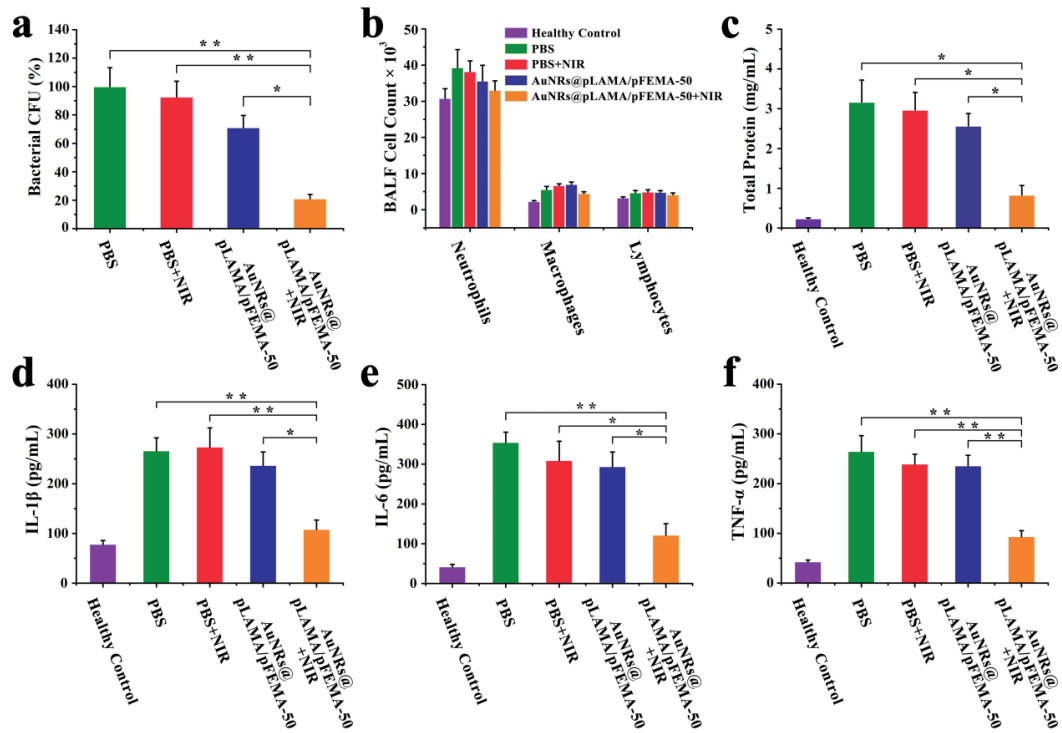 a
Bacterial CFU (%)
140
120
100
80
60
40
20
0
* *
* *
*
PBS
PBS+NIR
AuNRs@
pLAMA/pFEMA-50
AuNRs@
pLAMA/pFEMA-50
+NIR
b
BALF Cell Count × 10³
50
40
30
10
5
0
Healthy Control
PBS
PBS+NIR
AuNRs@pLAMA/pFEMA-50
AuNRs@pLAMA/pFEMA-50+NIR
Neutrophils
Macrophages
Lymphocytes
c
Total Protein (mg/mL)
5
4
3
2
1
0
*
*
*
Healthy Control
PBS
PBS+NIR
AuNRs@
pLAMA/pFEMA-50
AuNRs@
pLAMA/pFEMA-50
+NIR
d
IL-1β (pg/mL)
400
300
200
100
0
* *
* *
*
Healthy Control
PBS
PBS+NIR
AuNRs@
pLAMA/pFEMA-50
AuNRs@
pLAMA/pFEMA-50
+NIR
e
IL-6 (pg/mL)
500
400
300
200
100
0
* *
*
*
Healthy Control
PBS
PBS+NIR
AuNRs@
pLAMA/pFEMA-50
AuNRs@
pLAMA/pFEMA-50
+NIR
f
TNF-α (pg/mL)
400
300
200
100
0
* *
* *
* *
Healthy Control
PBS
PBS+NIR
AuNRs@
pLAMA/pFEMA-50
AuNRs@
pLAMA/pFEMA-50
+NIR